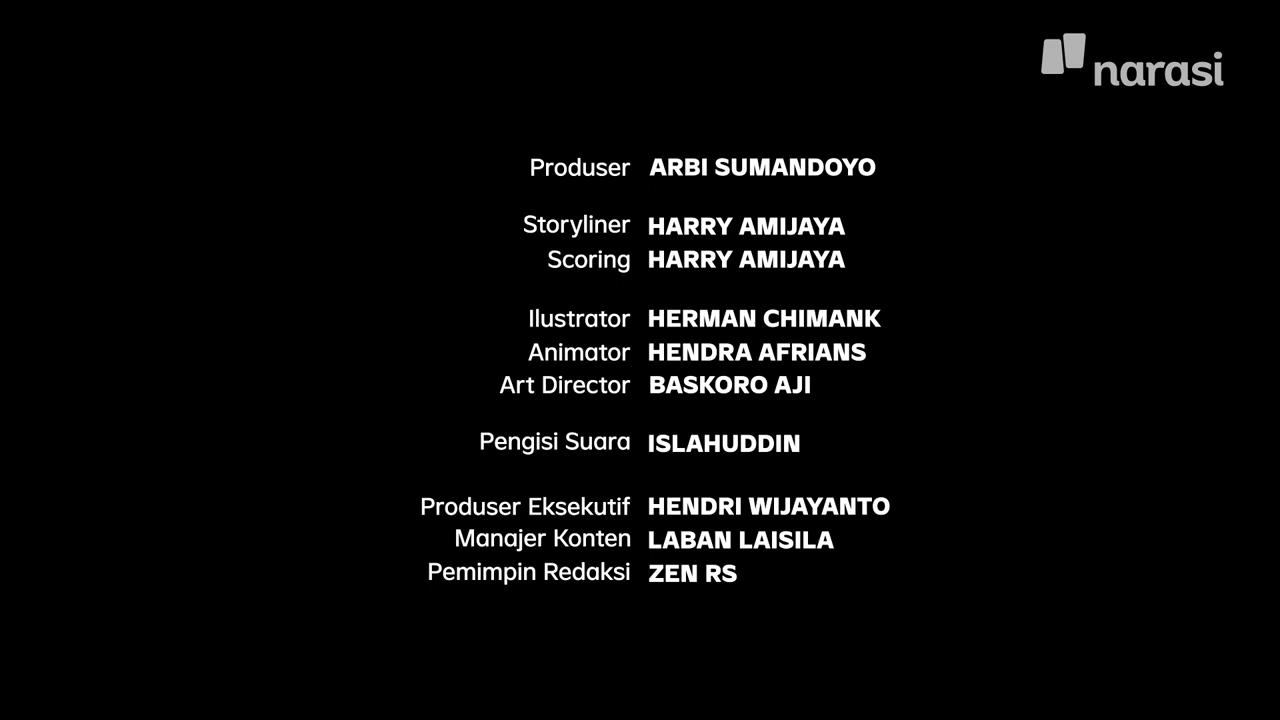 narasi
Produser ARBI SUMANDOYO
Storyliner HARRY AMIJAYA
Scoring HARRY AMIJAYA
Ilustrator HERMAN CHIMANK
Animator HENDRA AFRIANS
Art Director BASKORO AJI
Pengisi Suara ISLAHUDDIN
Produser Eksekutif HENDRI WIJAYANTO
Manajer Konten LABAN LAISILA
Pemimpin Redaksi ZEN RS